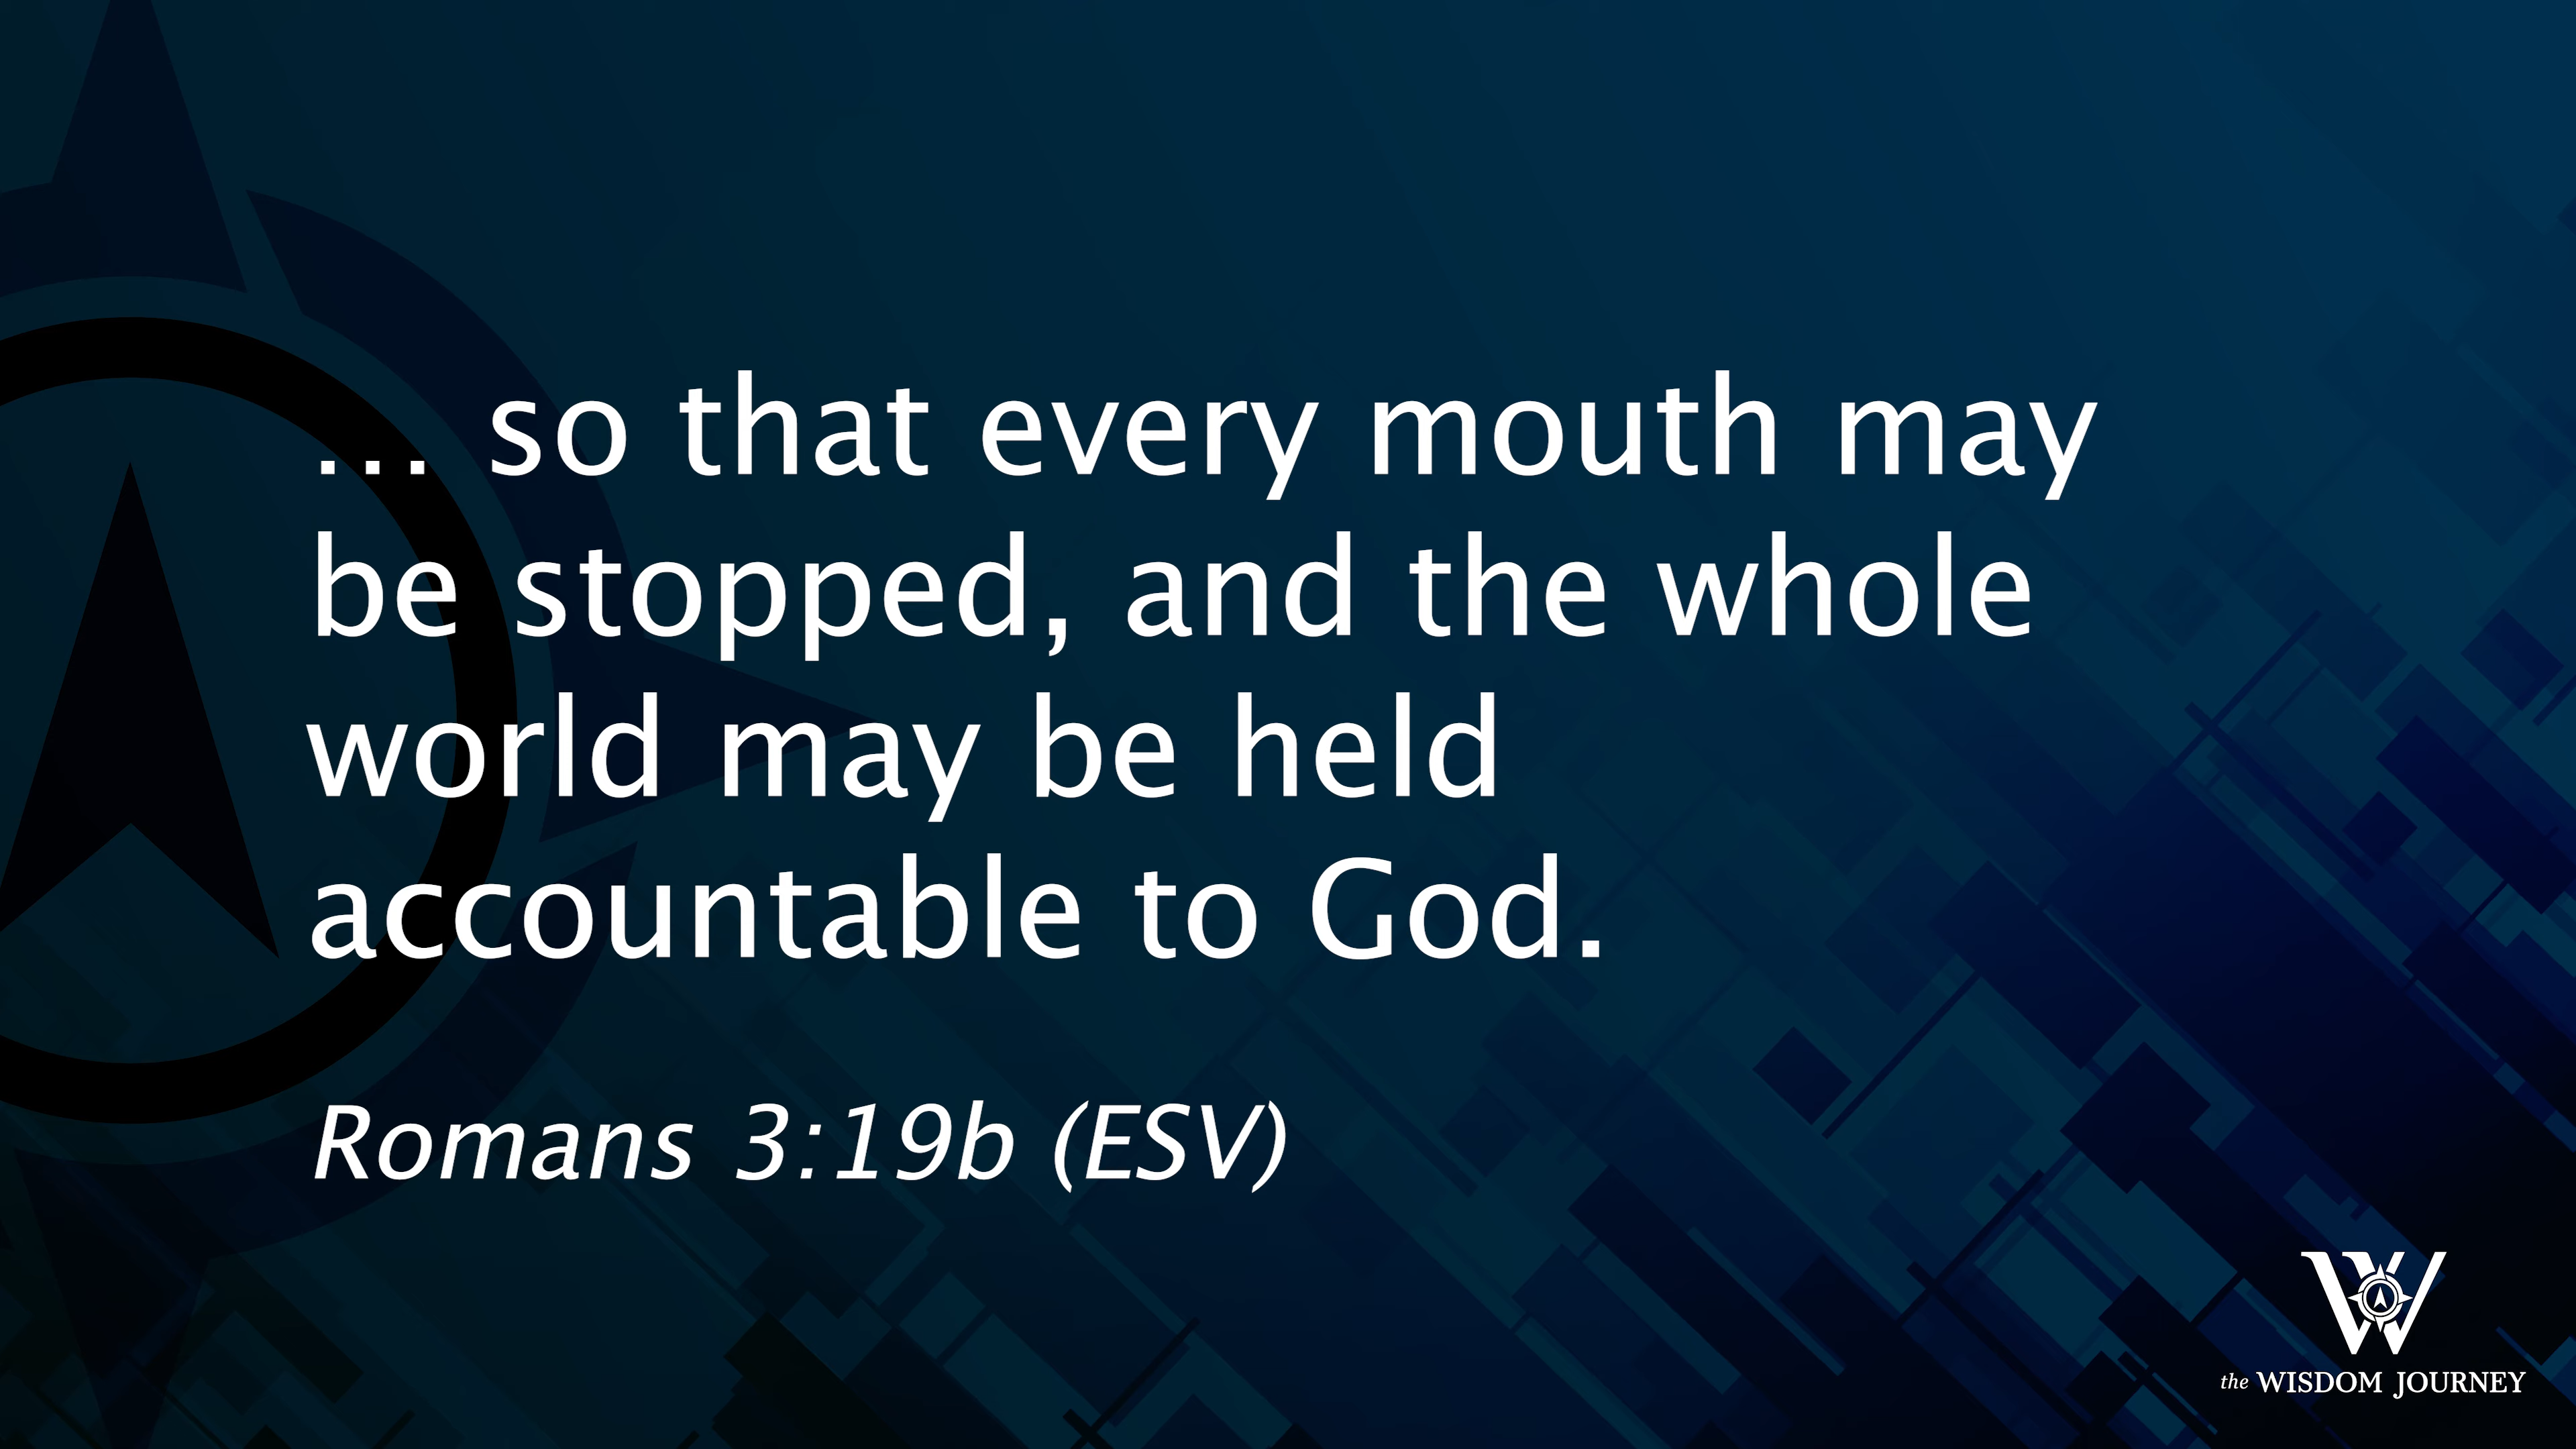 ... so that every mouth may
be stopped, and the whole
world may be held
accountable to God.
Romans 3:19b (ESV)
W
the WISDOM JOURNEY